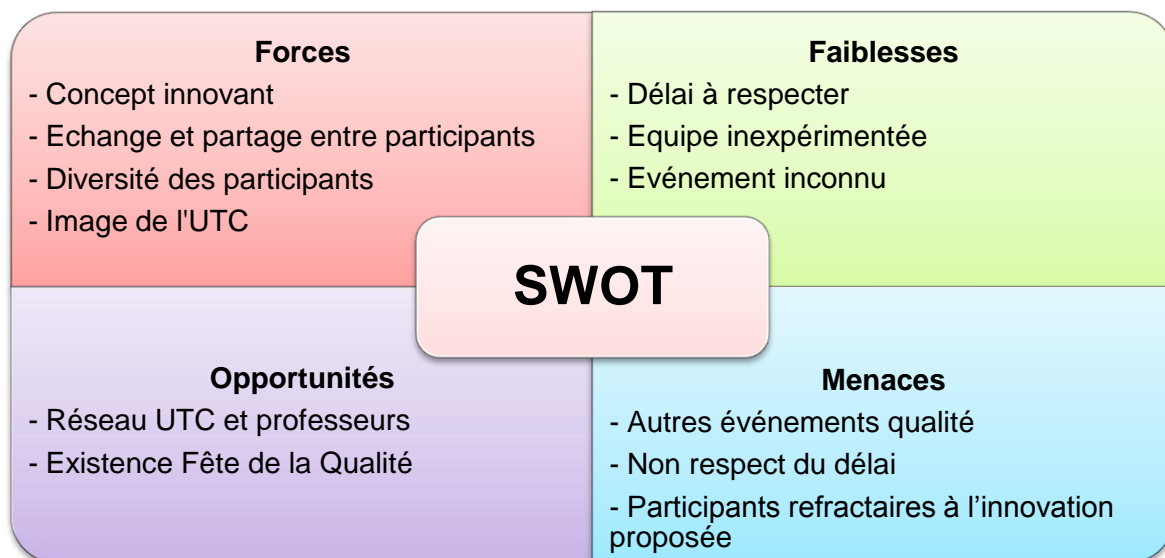 Forces
- Concept innovant
- Echange et partage entre participants
- Diversité des participants
- Image de l'UTC
Faiblesses
- Délai à respecter
- Equipe inexpérimentée
- Evénement inconnu
SWOT
Opportunités
- Réseau UTC et professeurs
- Existence Fête de la Qualité
Menaces
- Autres événements qualité
- Non respect du délai
- Participants refractaires à l’innovation
proposée